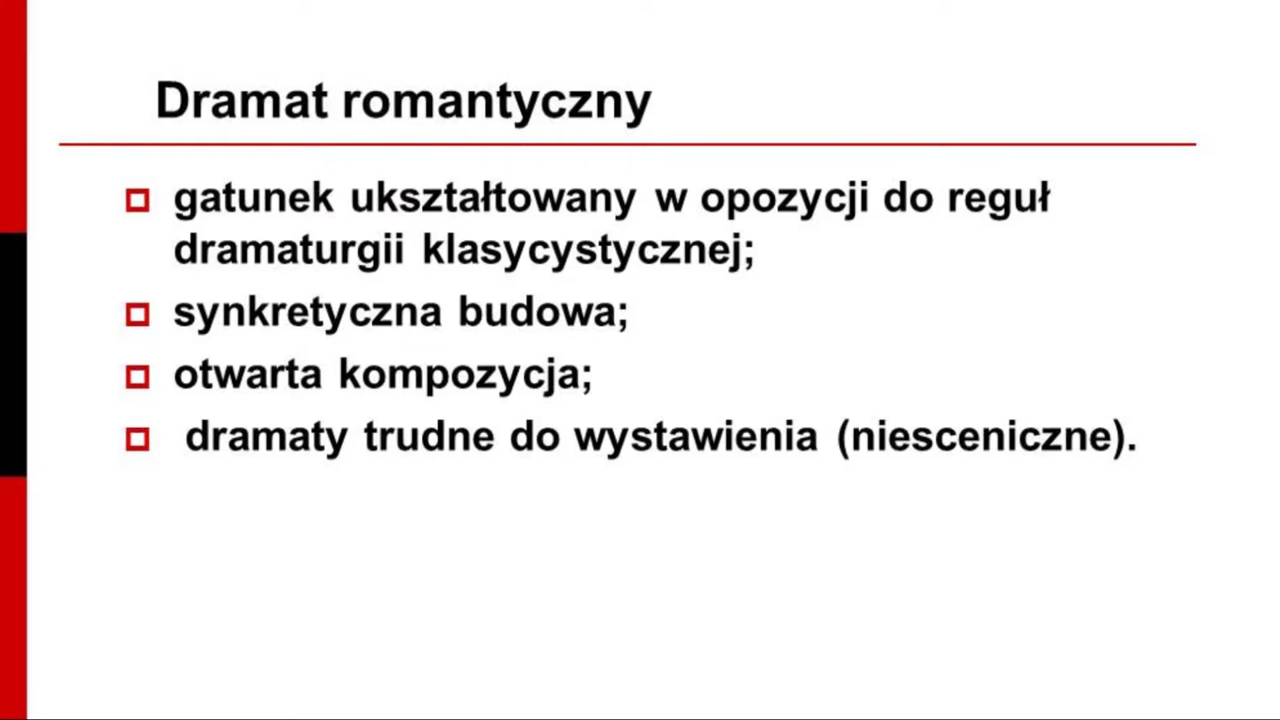 Dramat romantyczny
gatunek ukształtowany w opozycji do reguł
dramaturgii klasycystycznej;
synkretyczna budowa;
otwarta kompozycja;
dramaty trudne do wystawienia (niesceniczne).